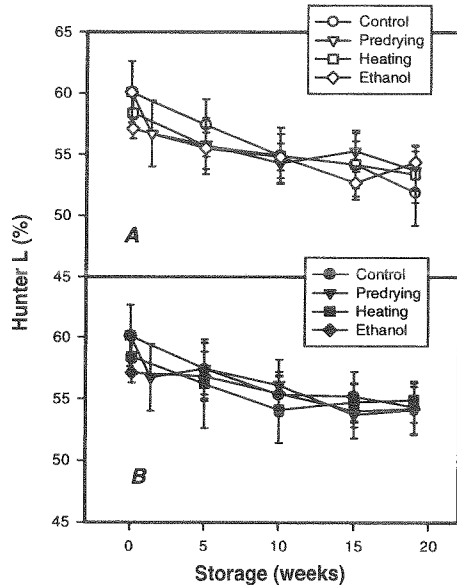 65
60
55
50
45
Control
Predrying
Heating
Ethanol
A
Hunter L (%)
60
55
50
45
Control
Predrying
Heating
Ethanol
B
0 5 10 15 20
Storage (weeks)